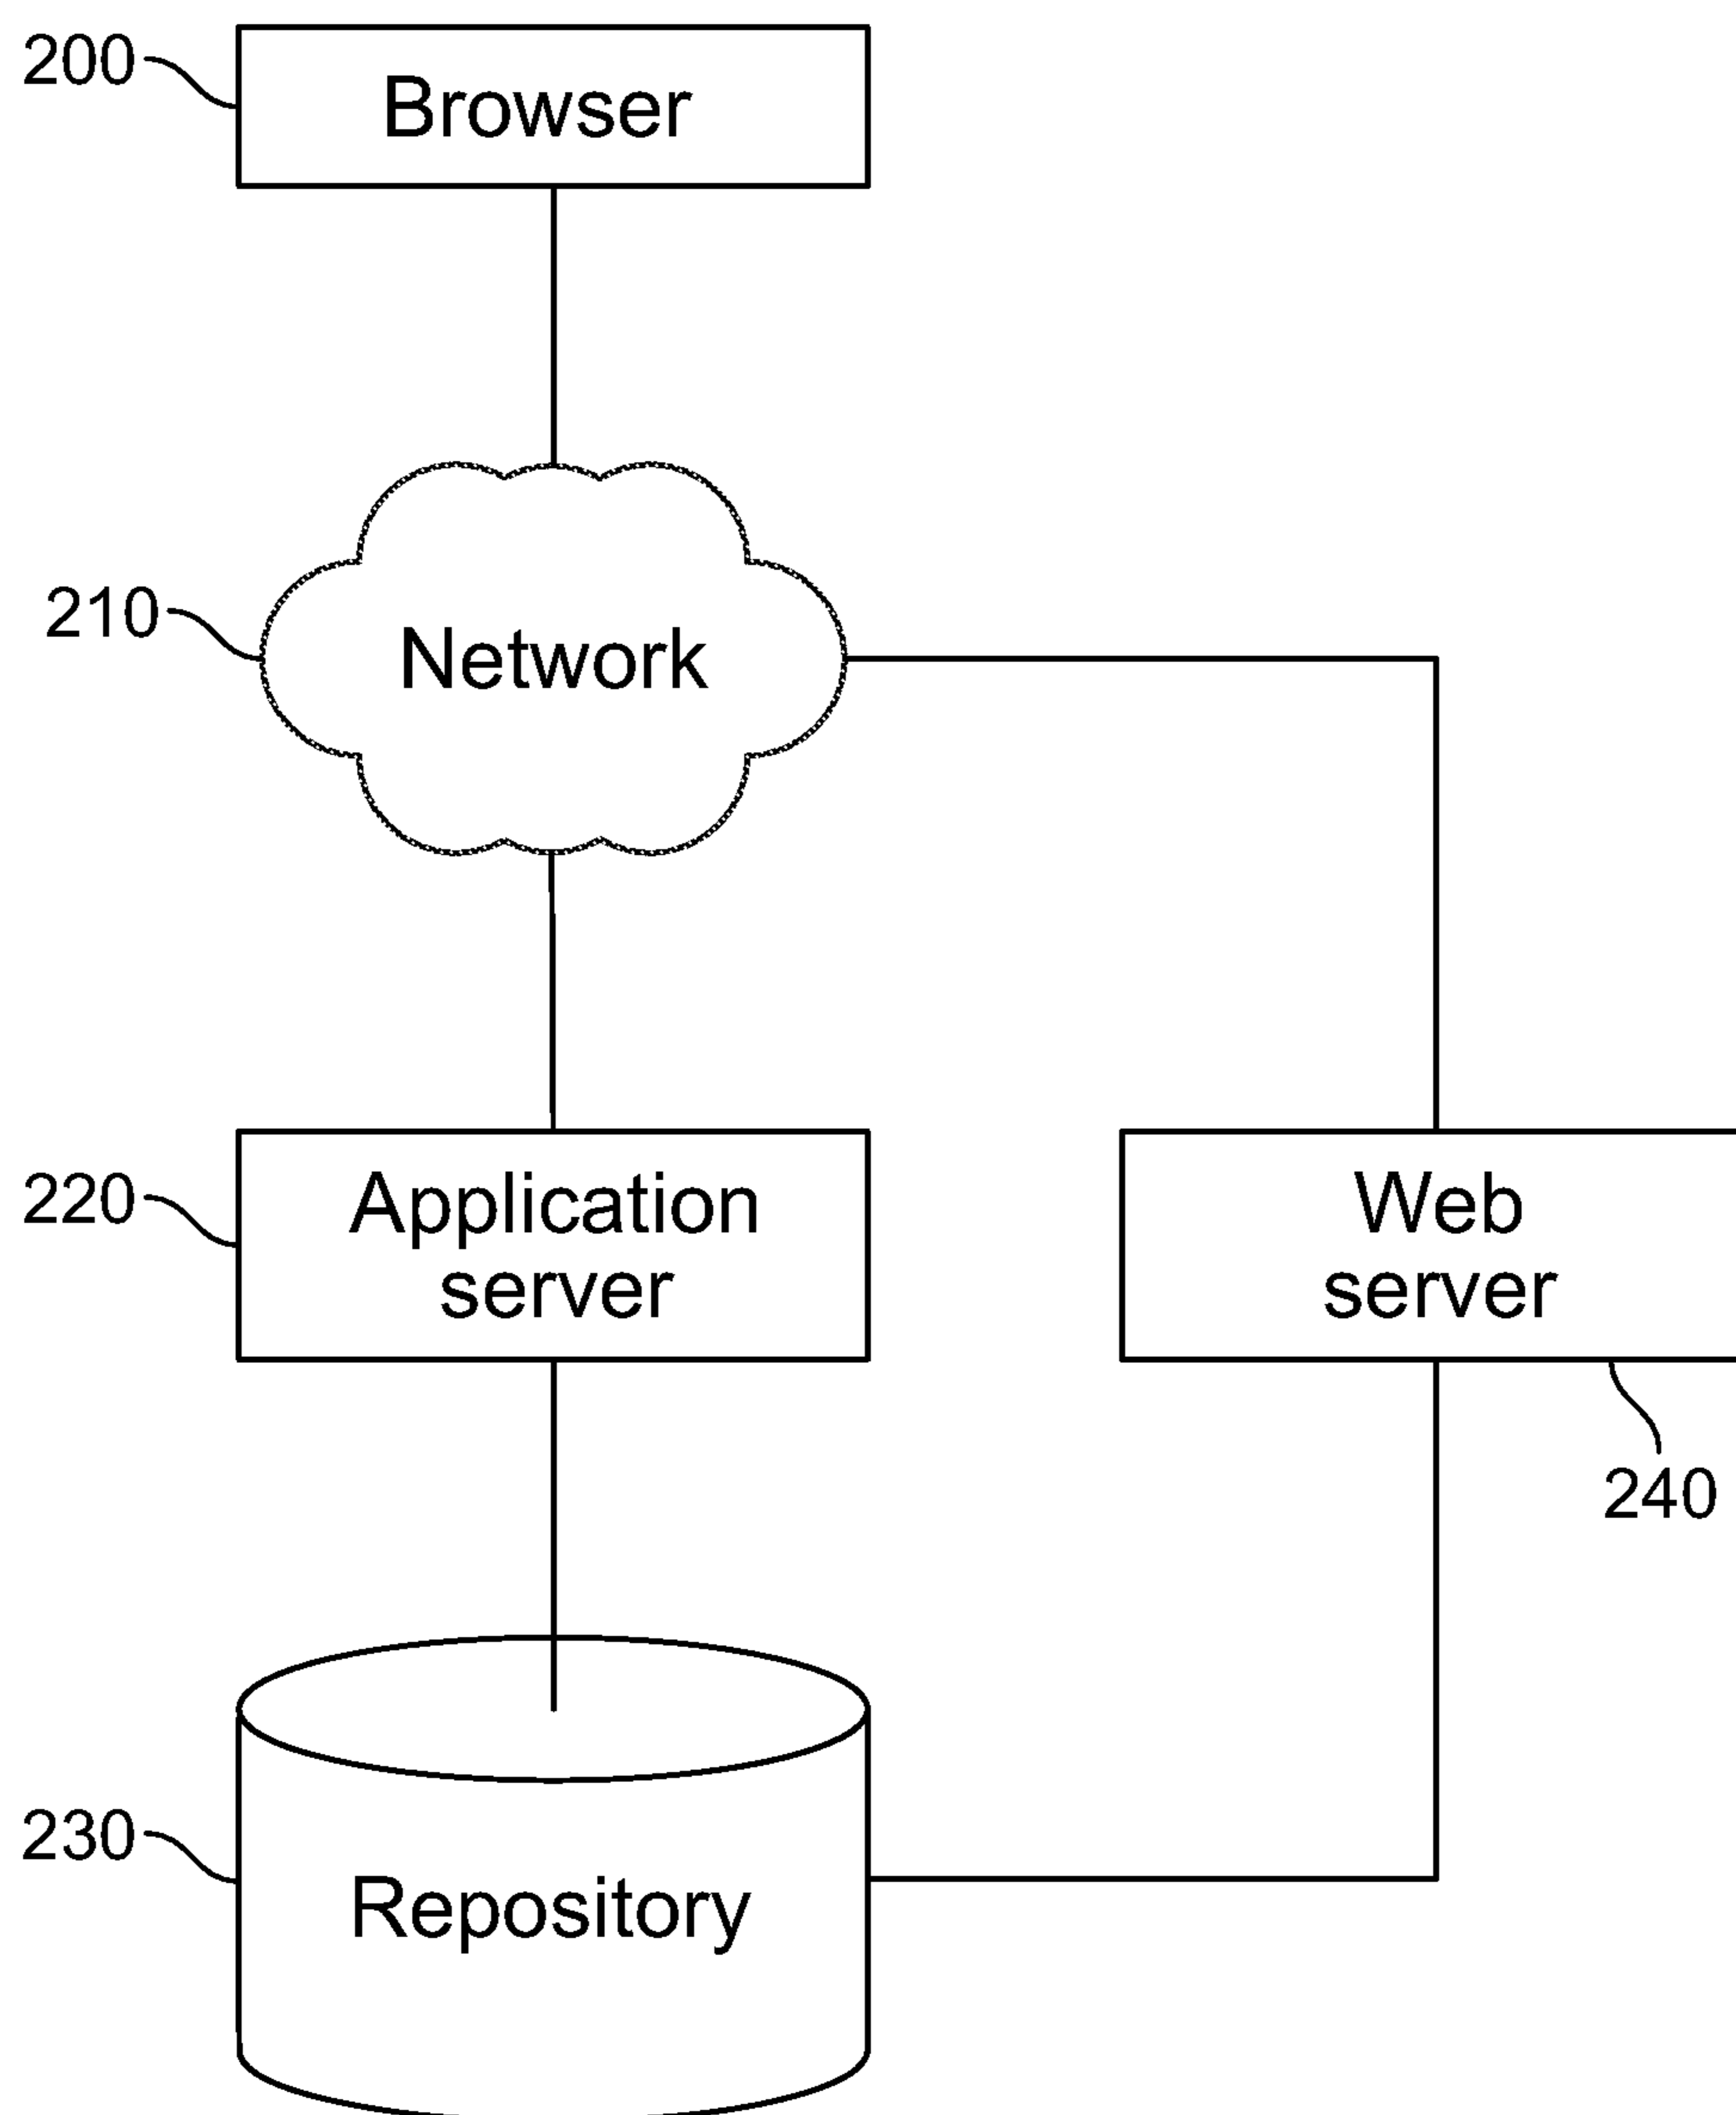 200
Browser
210
Network
220
Application
server
Web
server
240
230
Repository